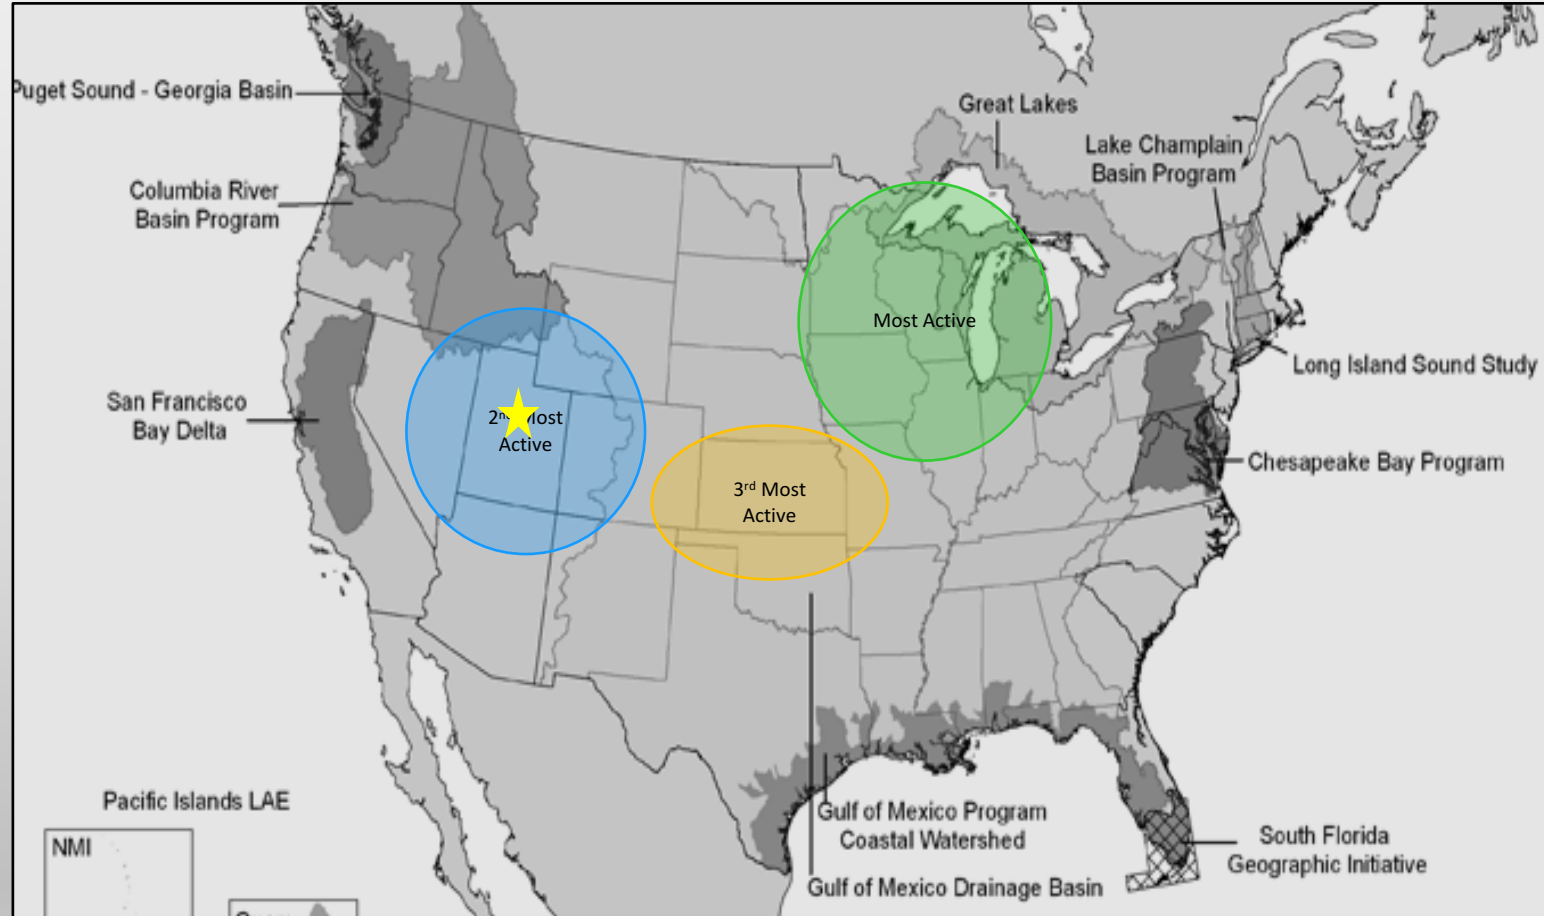 Puget Sound - Georgia Basin
Great Lakes
Lake Champlain
Basin Program
Columbia River
Basin Program
Most Active
Long Island Sound Study
San Francisco
Bay Delta
2nd Most
Active
Chesapeake Bay Program
3rd Most
Active
Pacific Islands LAE
NMI
Gulf of Mexico Program
Coastal Watershed
South Florida
Geographic Initiative
Gulf of Mexico Drainage Basin